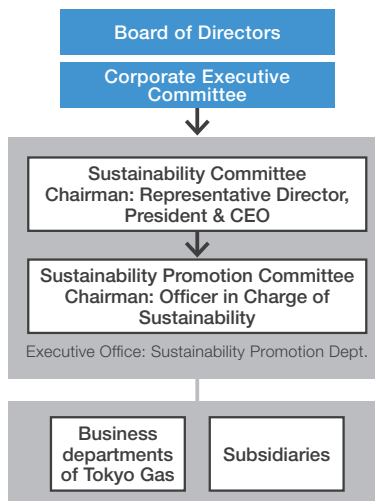 Board of Directors
Corporate Executive
Committee
Sustainability Committee
Chairman: Representative Director,
President & CEO
Sustainability Promotion Committee
Chairman: Officer in Charge of
Sustainability
Executive Office: Sustainability Promotion Dept.
Business
departments
of Tokyo Gas
Subsidiaries